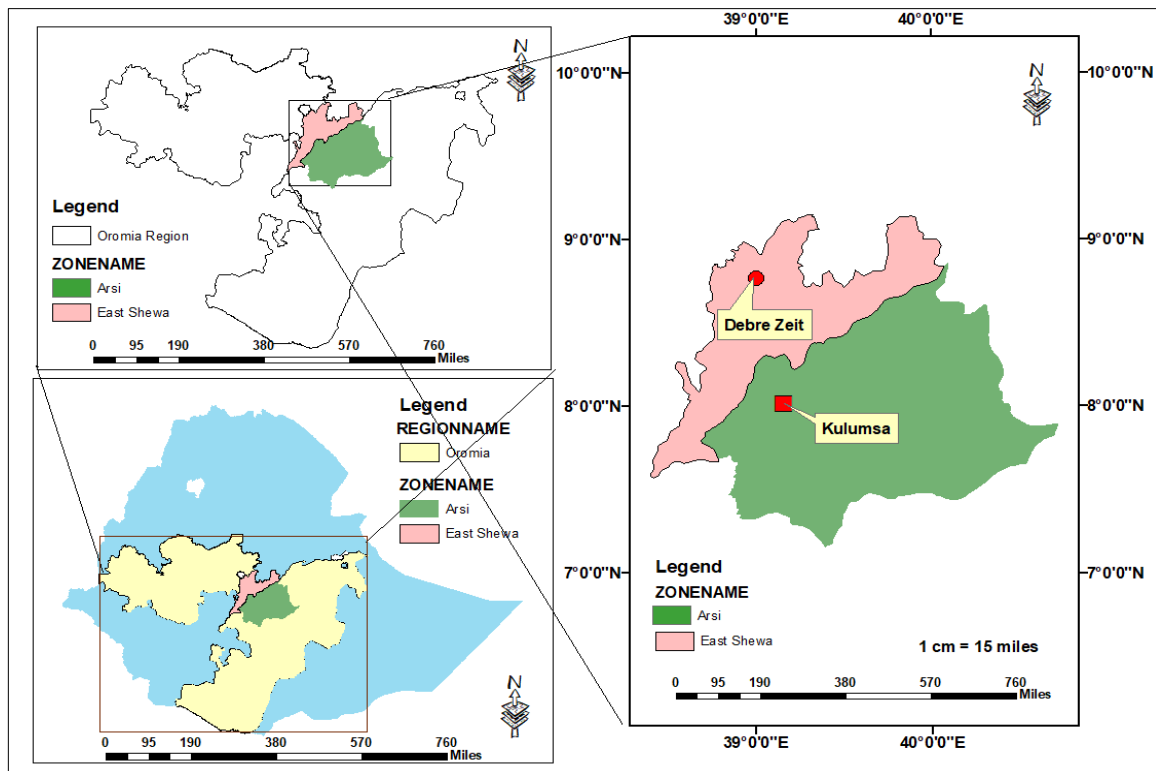 N
Legend
Oromia Region
ZONENAME
Arsi
East Shewa
0 95 190 380 570 760
Miles
Legend
REGIONNAME
Oromia
ZONENAME
Arsi
East Shewa
N
0 95 190 380 570 760
Miles
39°0'0"E 40°0'0"E
N
10°0'0"N 10°0'0"N
9°0'0"N 9°0'0"N
Debre Zeit
8°0'0"N 8°0'0"N
Kulumsa
7°0'0"N 7°0'0"N
Legend
ZONENAME
Arsi
East Shewa
1 cm = 15 miles
0 95 190 380 570 760
Miles
39°0'0"E 40°0'0"E